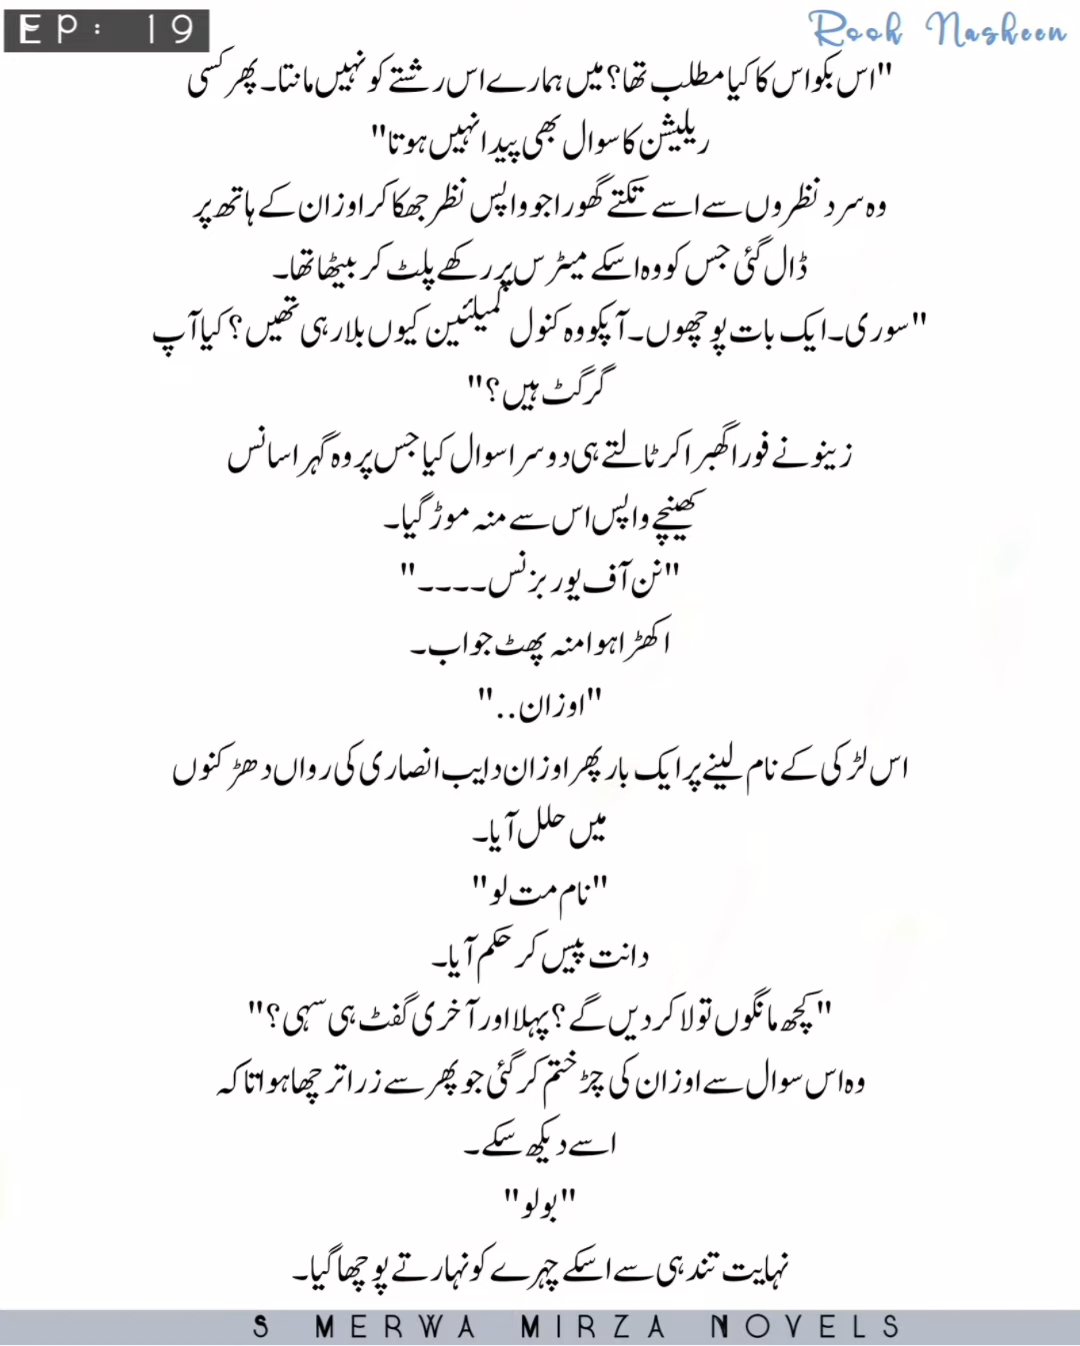 EP: 19
Rooh Nasheen
"اس بکواس کا کیا مطلب تھا؟ میں ہمارے اس رشتے کو نہیں مانتا۔ پھر کسی
ریلیشن کا سوال بھی پیدا نہیں ہوتا"
وہ سرد نظروں سے اسے تکتے گھورا جو واپس نظر جھکا کر اوزان کے ہاتھ پر
ڈال گئی جس کو وہ اسکے میٹرس پر رکھے پلٹ کر بیٹھا تھا۔
"سوری۔ ایک بات پوچھوں۔ آپکو وہ کنول کمیلئین کیوں بلا رہی تھیں؟ کیا آپ
گرگٹ ہیں؟"
زینو نے فورا گھبرا کر ٹالتے ہی دوسرا سوال کیا جس پر وہ گہرا سانس
کھینچے واپس اس سے منہ موڑ گیا۔
"نن آف یور بزنس۔۔۔۔"
اکھڑا ہوا منہ پھٹ جواب۔
"اوزان.."
اس لڑکی کے نام لینے پر ایک بار پھر اوزان دایب انصاری کی رواں دھڑکنوں
میں حلل آیا۔
"نام مت لو"
دانت پیس کر حکم آیا۔
"کچھ مانگوں تو لا کر دیں گے؟ پہلا اور آخری گفٹ ہی سہی؟"
وہ اس سوال سے اوزان کی چڑ ختم کر گئی جو پھر سے زرا ترچھا ہوا تاکہ
اسے دیکھ سکے۔
"بولو"
نہایت تندہی سے اسکے چہرے کو نہارتے پوچھا گیا۔
S MERWA MIRZA NOVELS